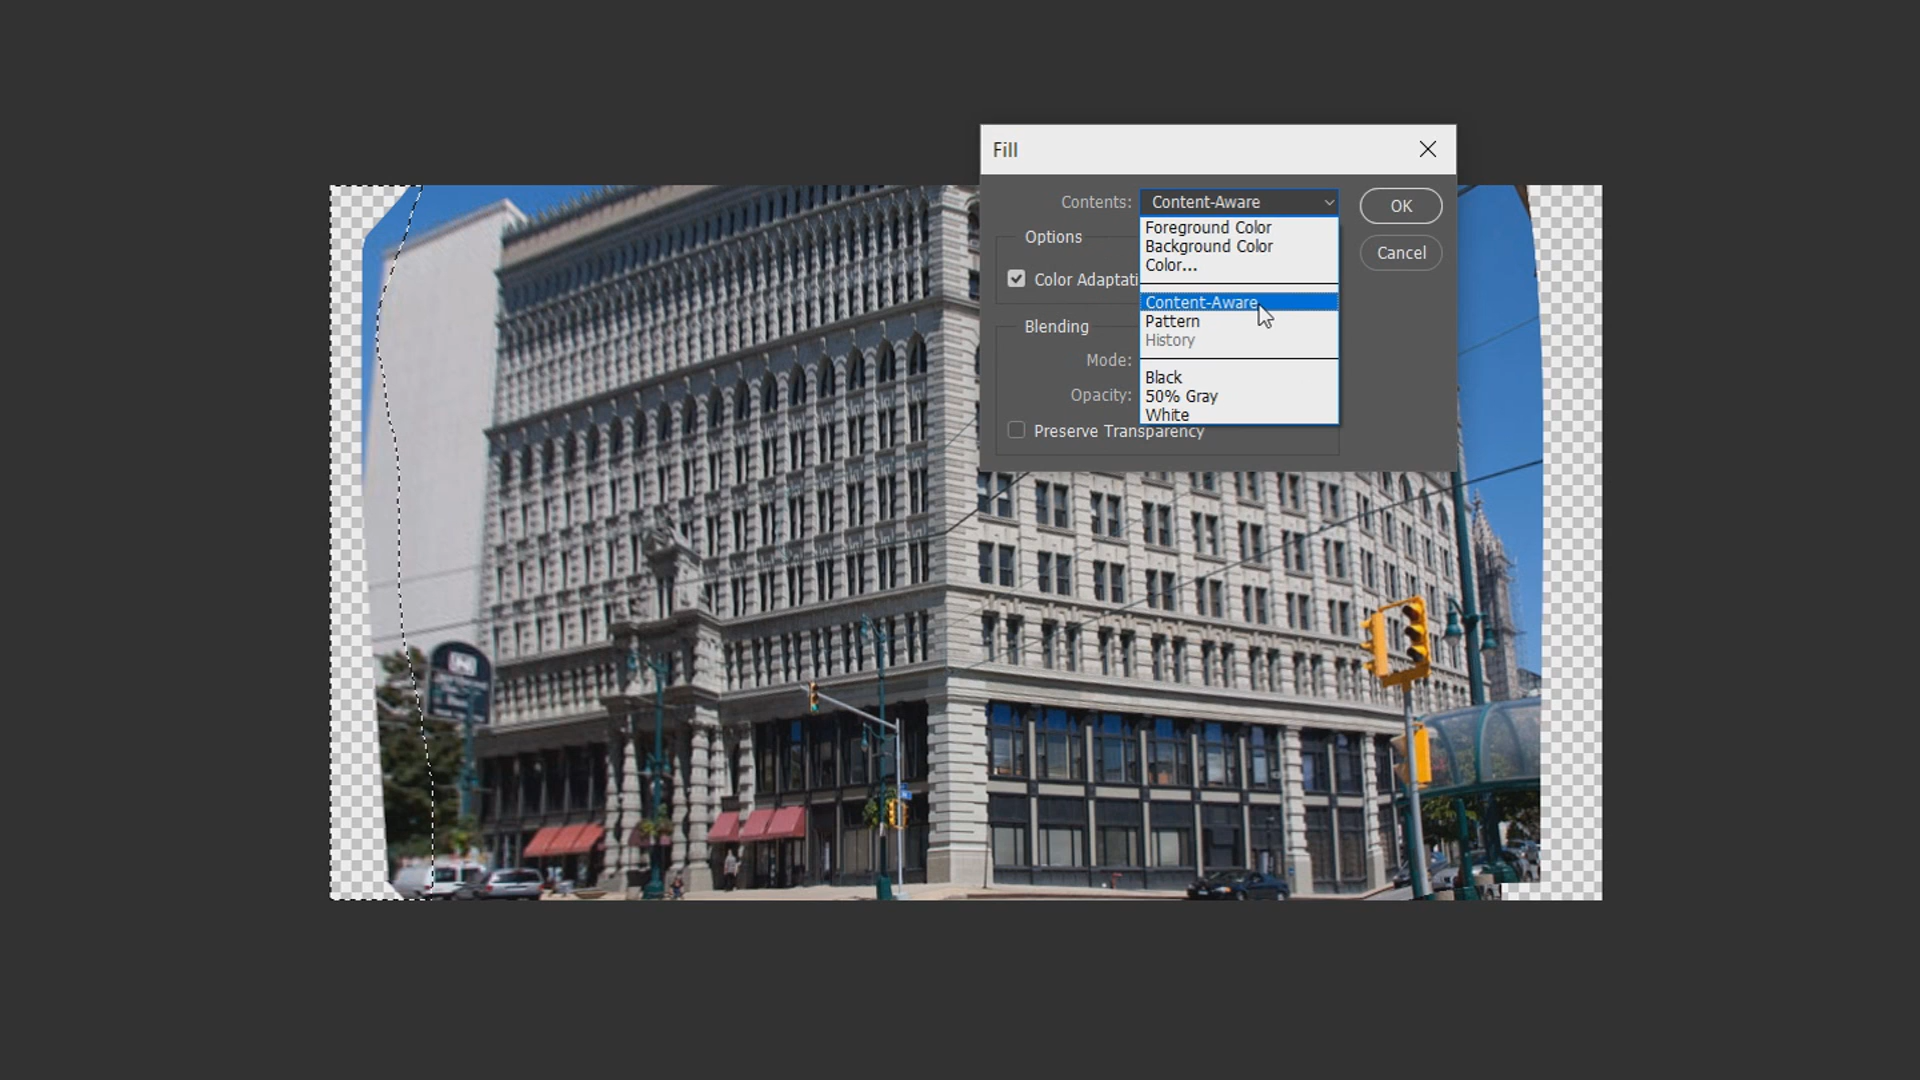 Fill
Contents: Content-Aware
OK
Foreground Color
Background Color
Color...
Options
Cancel
Color Adaptati
Content-Aware
Pattern
History
Blending
Mode:
Black
50% Gray
White
Opacity:
Preserve Transparency